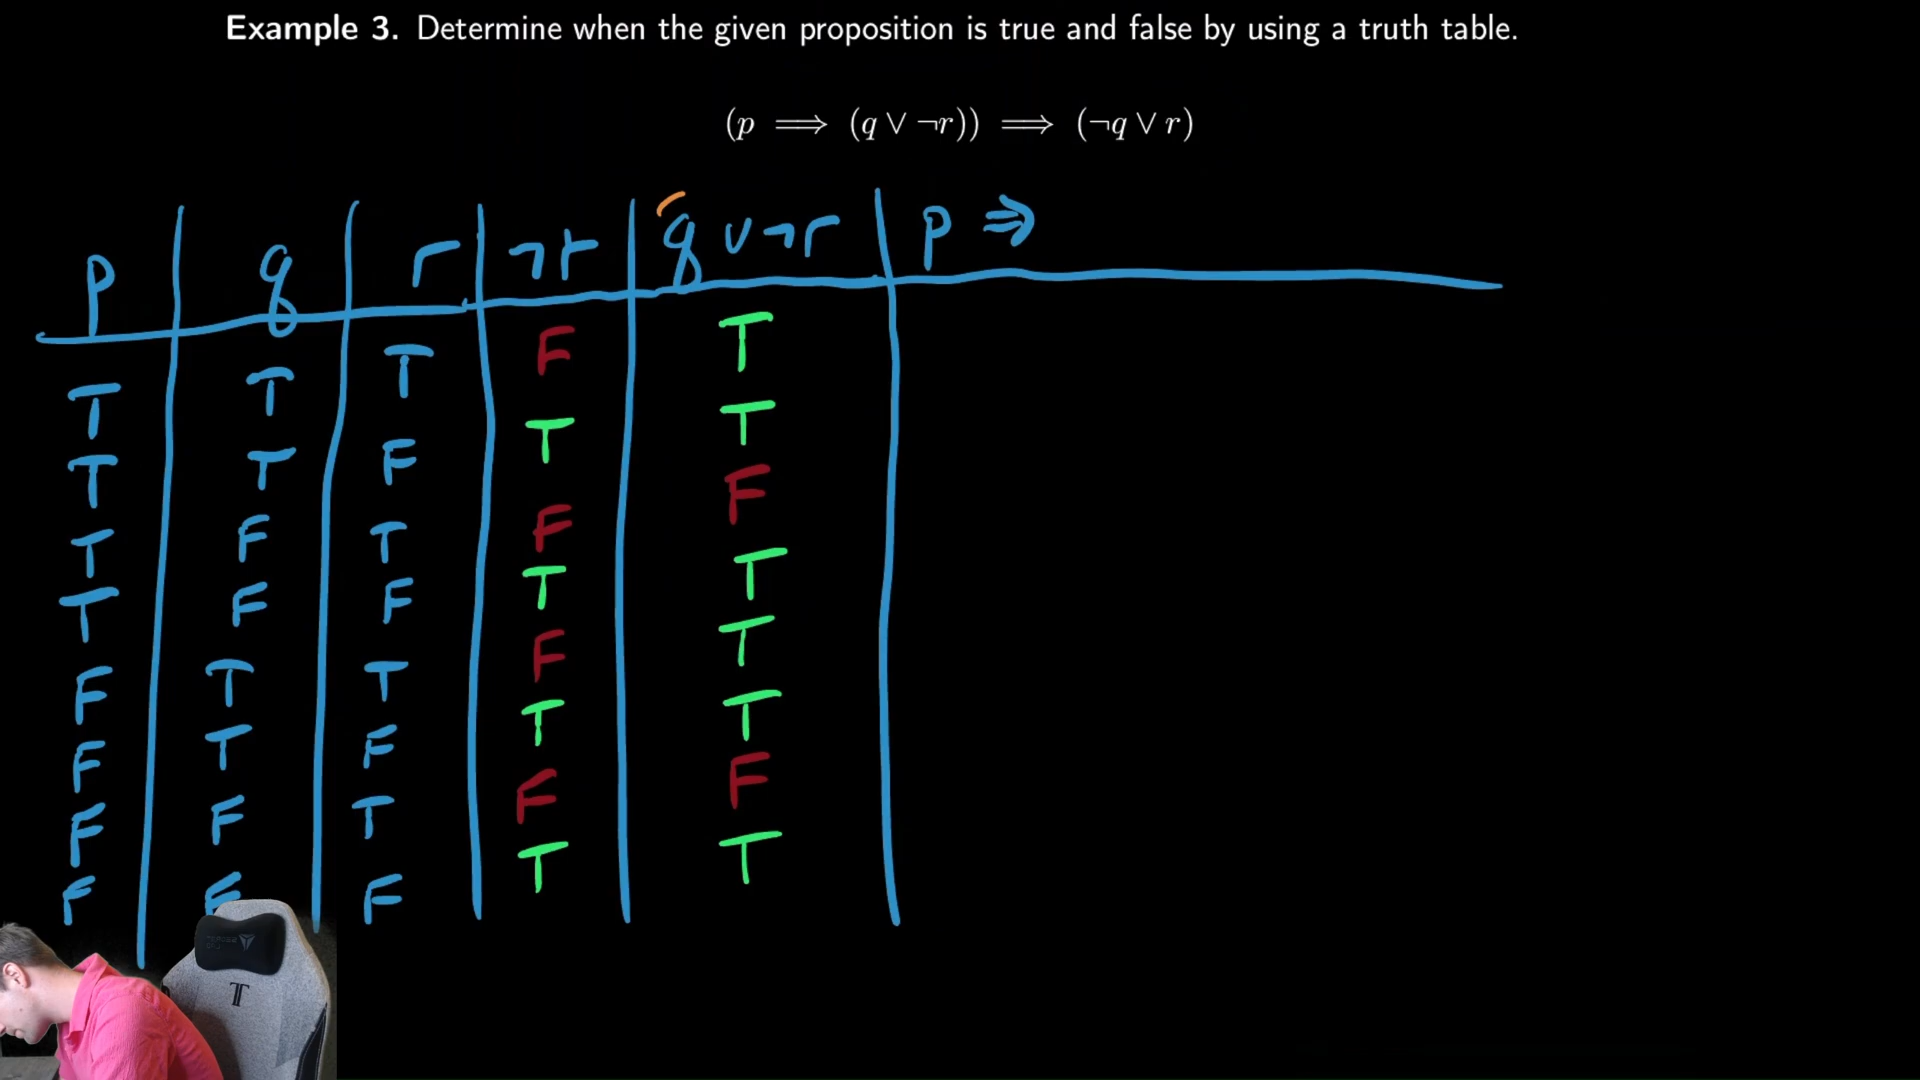 Example 3. Determine when the given proposition is true and false by using a truth table.
(p ⟹ (q ∨ ¬r)) ⟹ (¬q ∨ r)
p q r ¬r q ∨ ¬r p ⇒
T T T F T
T T F T T
T F T F F
T F F T T
F T T F T
F T F T T
F F T F F
F F F T T
T